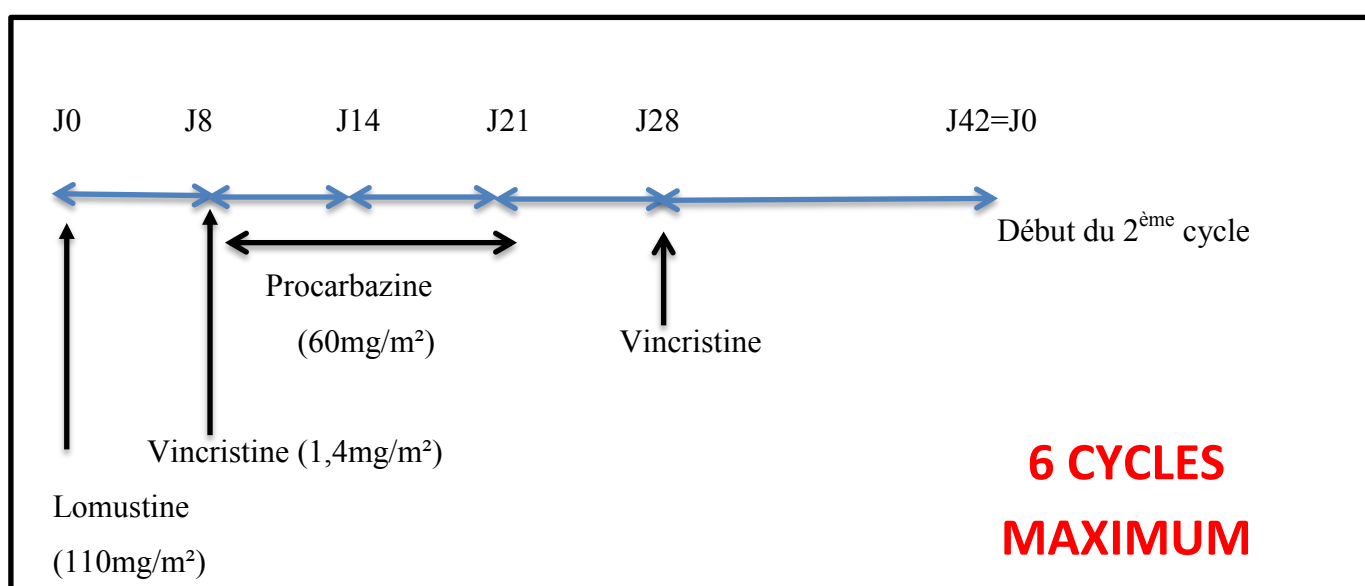 J0 J8 J14 J21 J28 J42=J0
Début du 2ème cycle
Procarbazine
(60mg/m²)
Vincristine
Vincristine (1,4mg/m²)
Lomustine
(110mg/m²)
6 CYCLES
MAXIMUM